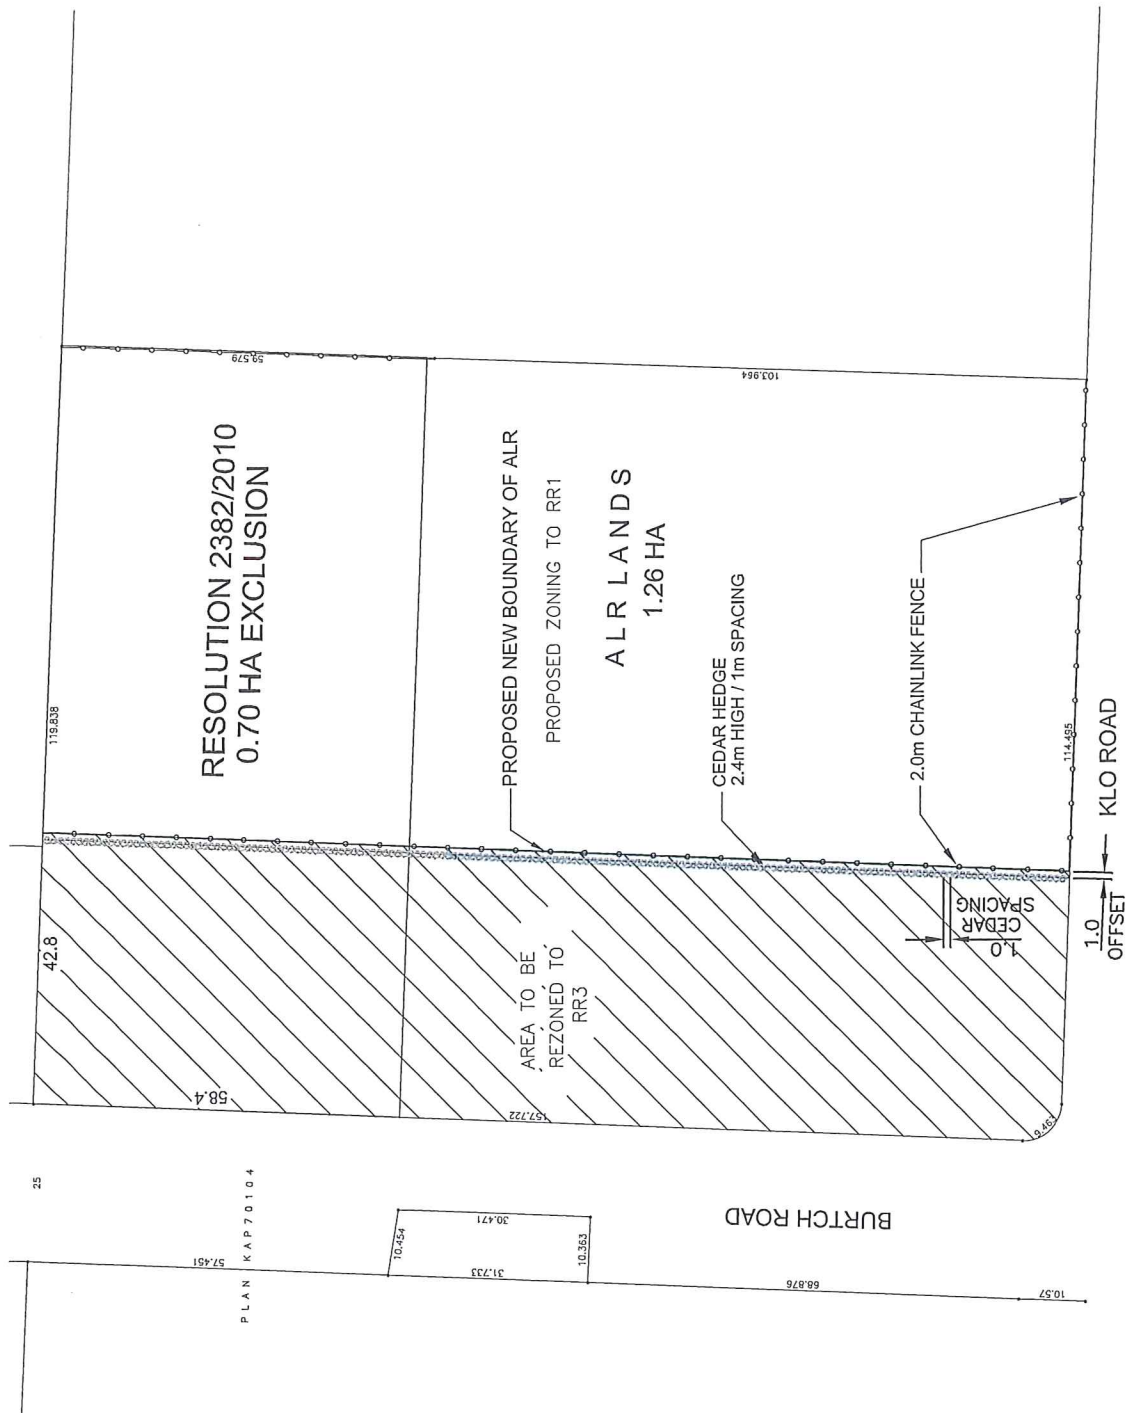 119.838
RESOLUTION 2382/2010
0.70 HA EXCLUSION
59.579
PROPOSED NEW BOUNDARY OF ALR
PROPOSED ZONING TO RR1
ALR LANDS
1.26 HA
103.964
CEDAR HEDGE
2.4m HIGH / 1m SPACING
2.0m CHAINLINK FENCE
114.495
KLO ROAD
42.8
AREA TO BE
REZONED TO
RR3
1.0
CEDAR
SPACING
1.0
OFFSET
58.4
157.722
9.467
25
PLAN KAP70104
57.451
10.454
30.471
31.733
10.363
BURTCH ROAD
68.876
10.57